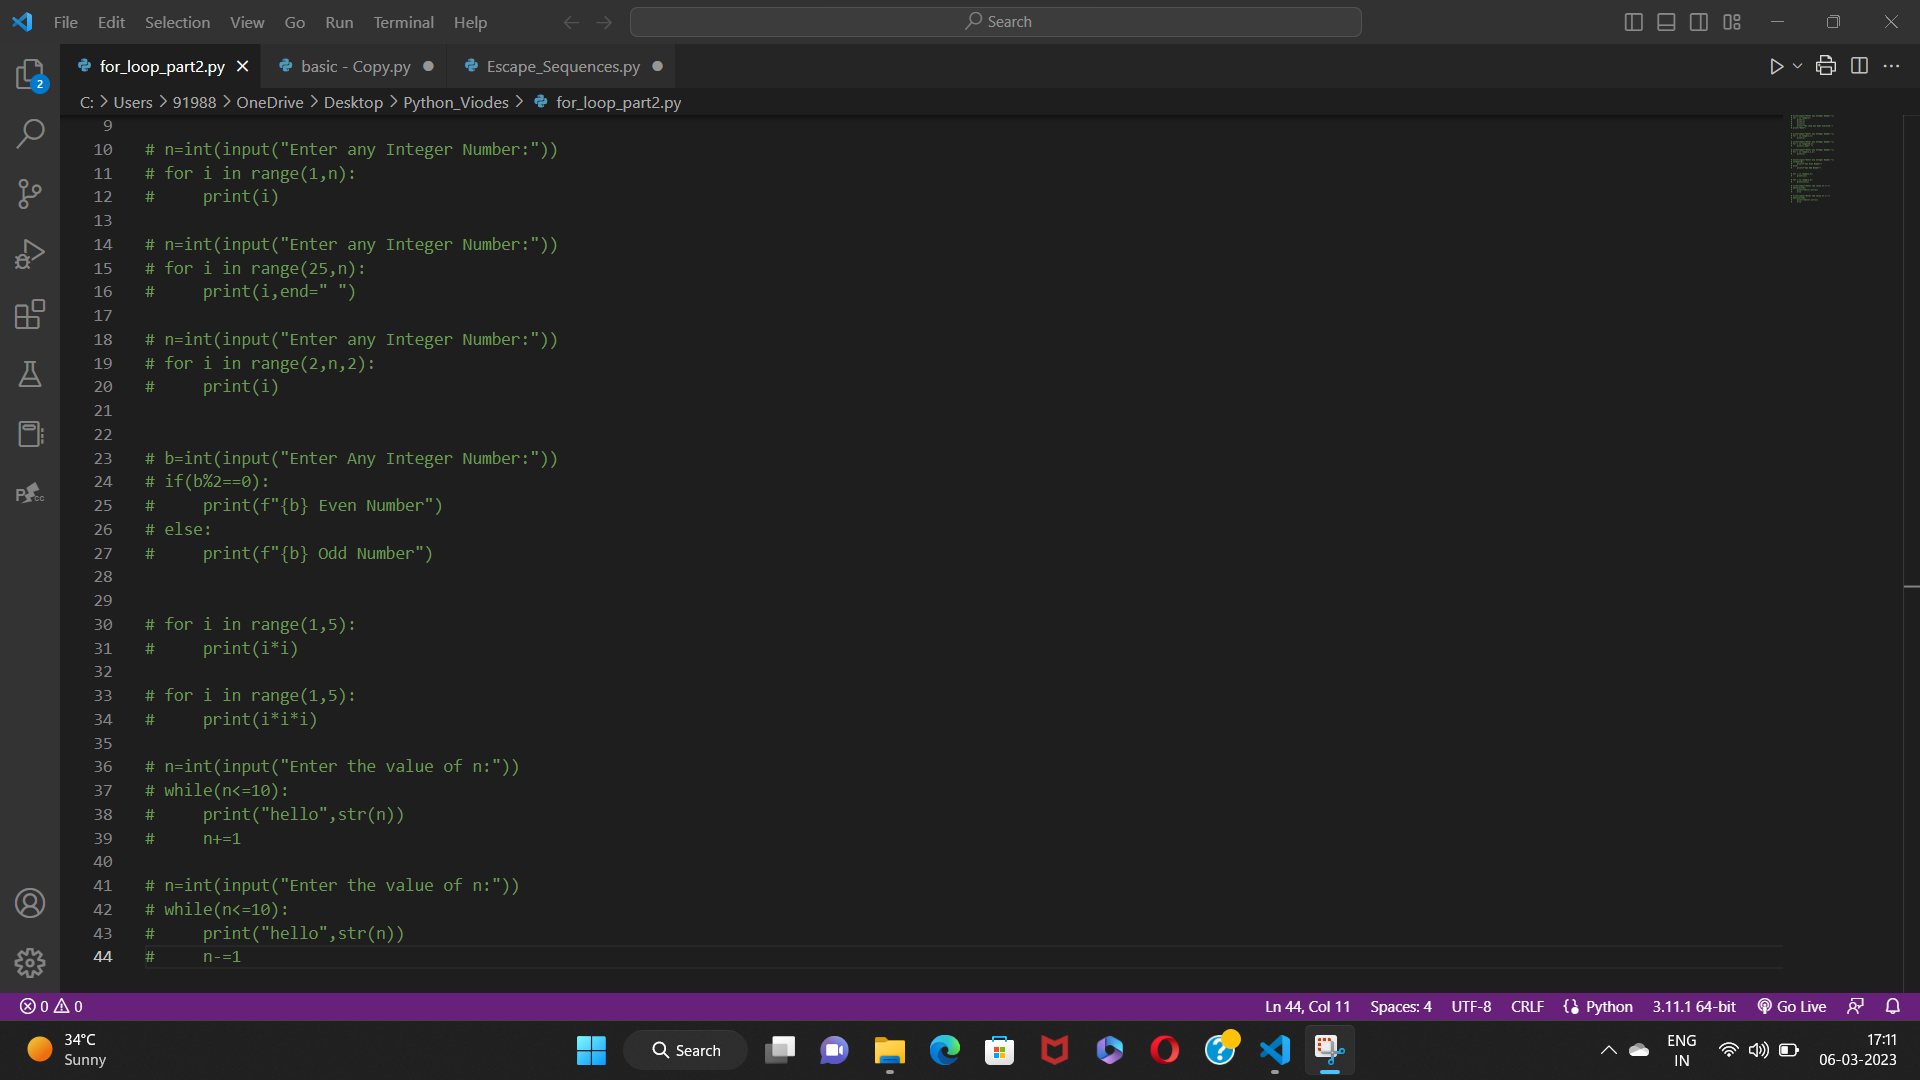 File Edit Selection View Go Run Terminal Help Search
for_loop_part2.py basic - Copy.py Escape_Sequences.py
C: > Users > 91988 > OneDrive > Desktop > Python_Viodes > for_loop_part2.py
2
9
10 # n=int(input("Enter any Integer Number:"))
11 # for i in range(1,n):
12 #     print(i)
13
14 # n=int(input("Enter any Integer Number:"))
15 # for i in range(25,n):
16 #     print(i,end=" ")
17
18 # n=int(input("Enter any Integer Number:"))
19 # for i in range(2,n,2):
20 #     print(i)
21
22
23 # b=int(input("Enter Any Integer Number:"))
24 # if(b%2==0):
25 #     print(f"{b} Even Number")
26 # else:
27 #     print(f"{b} Odd Number")
28
29
30 # for i in range(1,5):
31 #     print(i*i)
32
33 # for i in range(1,5):
34 #     print(i*i*i)
35
36 # n=int(input("Enter the value of n:"))
37 # while(n<=10):
38 #     print("hello",str(n))
39 #     n+=1
40
41 # n=int(input("Enter the value of n:"))
42 # while(n<=10):
43 #     print("hello",str(n))
44 #     n-=1
0 0 Ln 44, Col 11 Spaces: 4 UTF-8 CRLF Python 3.11.1 64-bit Go Live
34°C
Sunny
Search
ENG
IN
17:11
06-03-2023